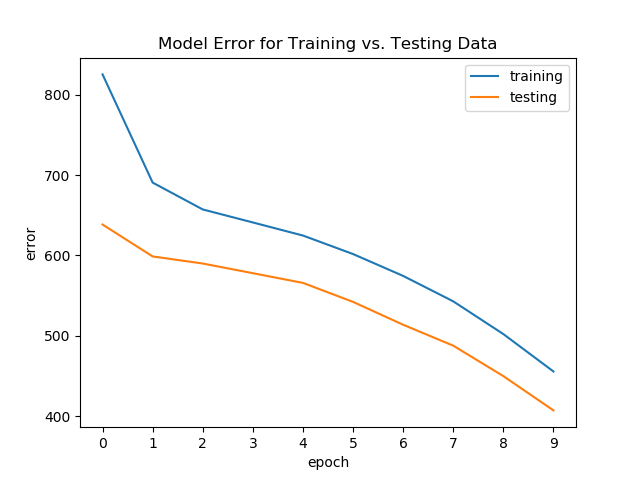 Model Error for Training vs. Testing Data
training
testing
800
700
600
500
400
error
0 1 2 3 4 5 6 7 8 9
epoch